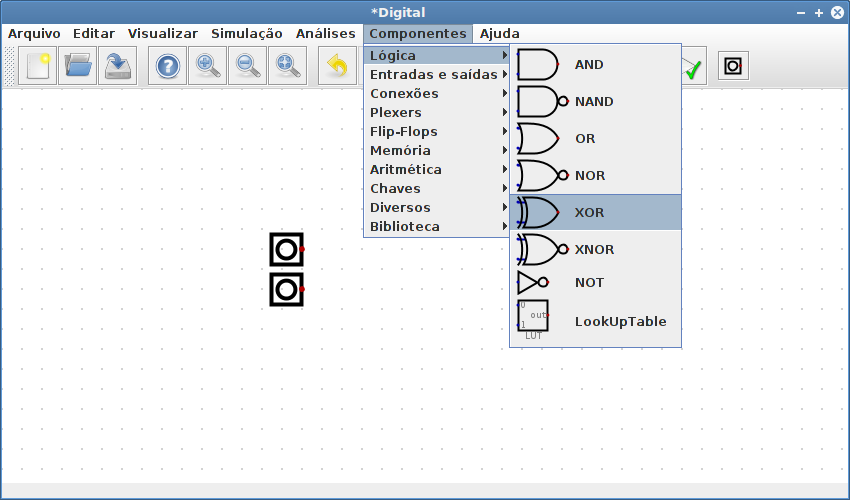 *Digital
Arquivo Editar Visualizar Simulação Análises Componentes Ajuda
Lógica
Entradas e saídas
Conexões
Plexers
Flip-Flops
Memória
Aritmética
Chaves
Diversos
Biblioteca
AND
NAND
OR
NOR
XOR
XNOR
NOT
0
out
1
LUT
LookUpTable